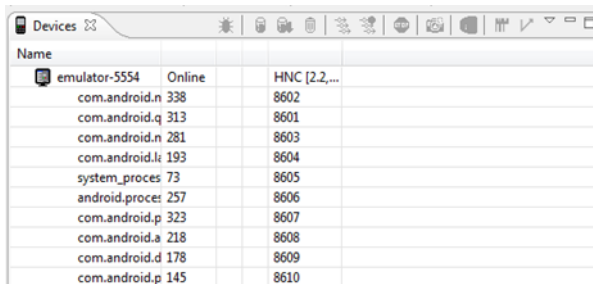 Devices
Name
emulator-5554 Online HNC [2.2,...
com.android.n 338 8602
com.android.q 313 8601
com.android.n 281 8603
com.android.la 193 8604
system_proces 73 8605
android.proces 257 8606
com.android.p 323 8607
com.android.a 218 8608
com.android.d 178 8609
com.android.p 145 8610